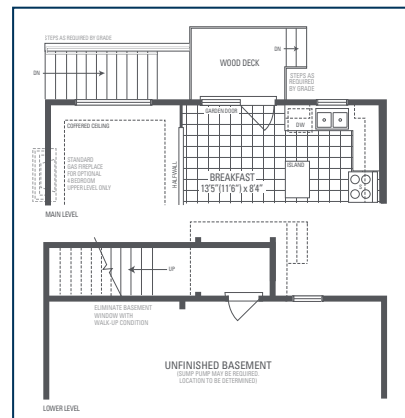 STEPS AS REQUIRED BY GRADE
DN
WOOD DECK
DN
STEPS AS
REQUIRED
BY GRADE
GARDEN DOOR
COFFERED CEILING
DW
STANDARD
GAS FIREPLACE
FOR OPTIONAL
4 BEDROOM
UPPER LEVEL ONLY
HALF WALL
ISLAND
BREAKFAST
13'5"(11'6") x 8'4"
S
MAIN LEVEL
UP
ELIMINATE BASEMENT
WINDOW WITH
WALK-UP CONDITION
UNFINISHED BASEMENT
(SUMP PUMP MAY BE REQUIRED.
LOCATION TO BE DETERMINED)
LOWER LEVEL